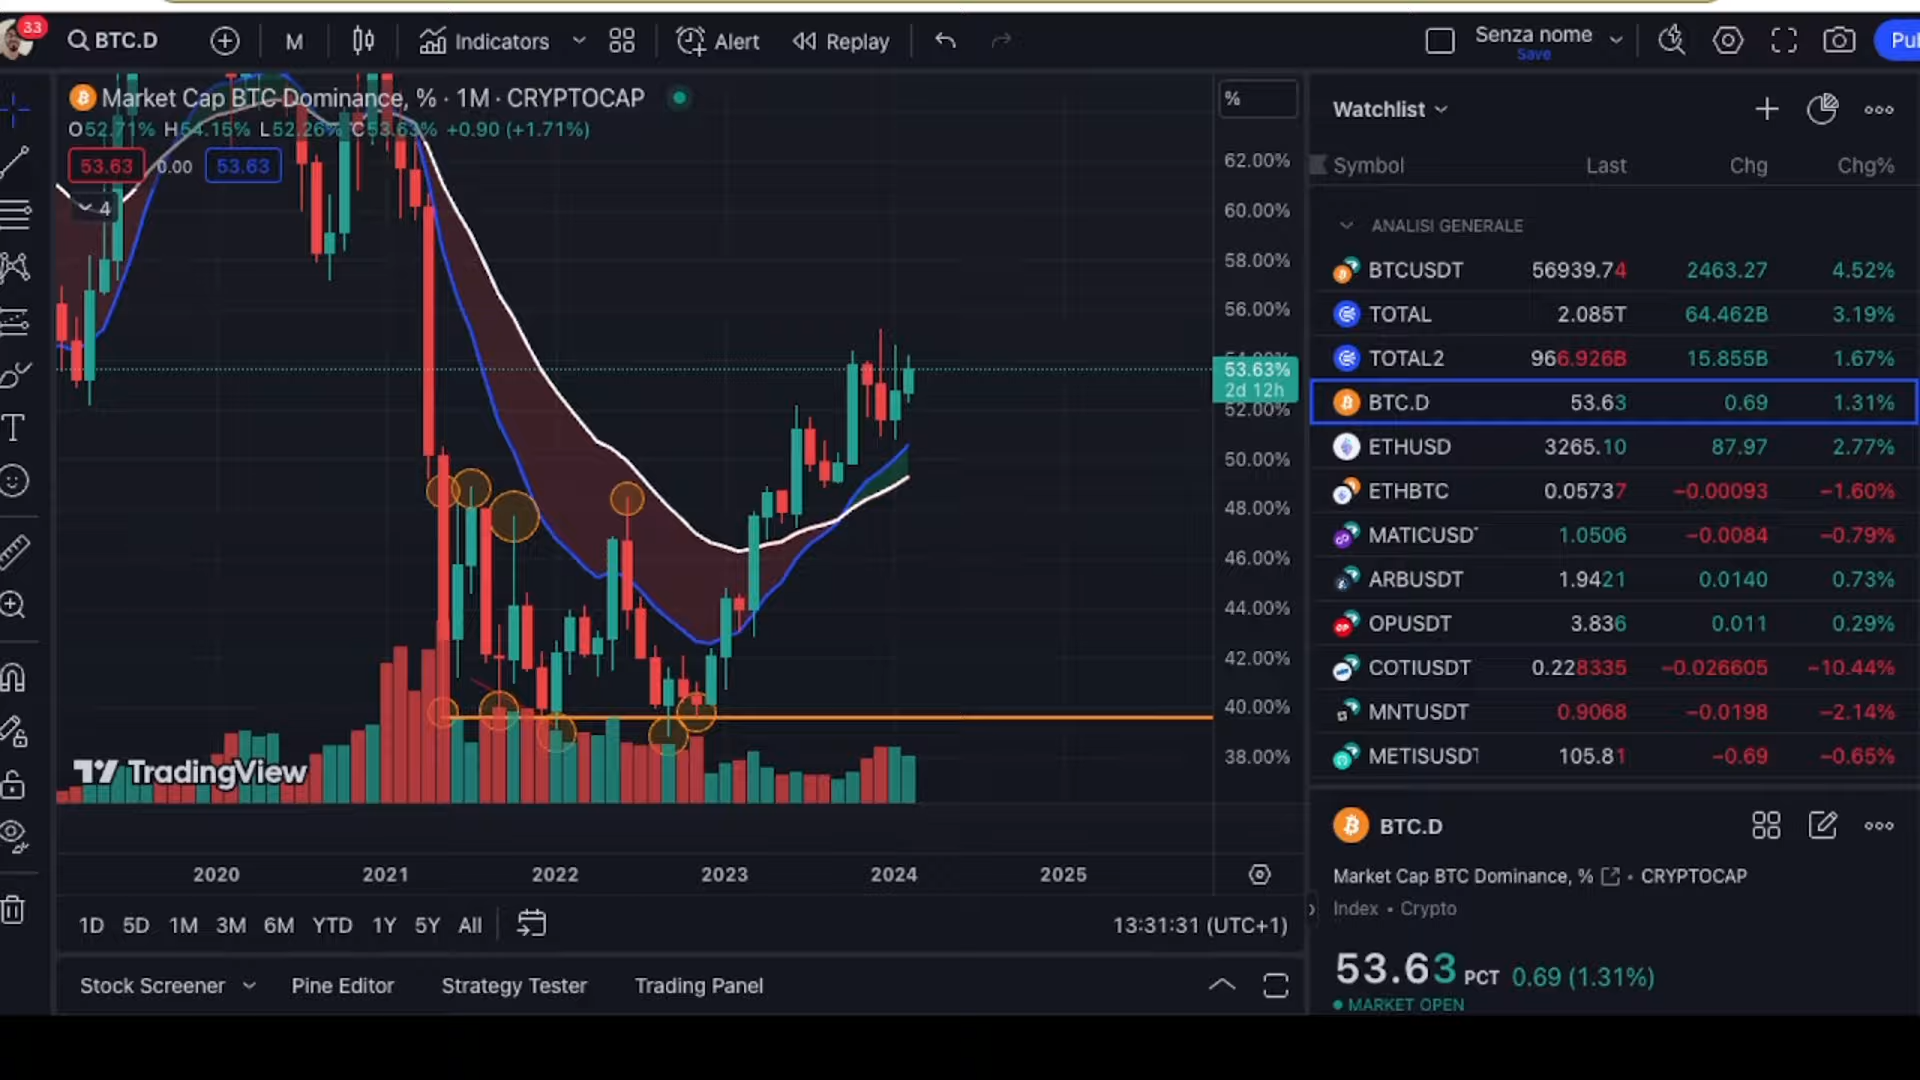 33
BTC.D
M
Indicators
Alert
Replay
Senza nome
Save
Market Cap BTC Dominance, % · 1M · CRYPTOCAP
O52.71% H54.15% L52.26% C53.63% +0.90 (+1.71%)
53.63 0.00 53.63
4
%
62.00%
60.00%
58.00%
56.00%
53.63%
2d 12h
52.00%
50.00%
48.00%
46.00%
44.00%
42.00%
40.00%
38.00%
TradingView
2020 2021 2022 2023 2024 2025
1D 5D 1M 3M 6M YTD 1Y 5Y All
13:31:31 (UTC+1)
Stock Screener Pine Editor Strategy Tester Trading Panel
Watchlist
Symbol Last Chg Chg%
ANALISI GENERALE
BTCUSDT 56939.74 2463.27 4.52%
TOTAL 2.085T 64.462B 3.19%
TOTAL2 966.926B 15.855B 1.67%
BTC.D 53.63 0.69 1.31%
ETHUSD 3265.10 87.97 2.77%
ETHBTC 0.05737 −0.00093 −1.60%
MATICUSD −0.0084 −0.79% 1.0506
ARBUSDT 1.9421 0.0140 0.73%
OPUSDT 3.836 0.011 0.29%
COTIUSDT 0.228335 −0.026605 −10.44%
MNTUSDT 0.9068 −0.0198 −2.14%
METISUSDT 105.81 −0.69 −0.65%
BTC.D
Market Cap BTC Dominance, % • CRYPTOCAP
Index • Crypto
53.63 PCT 0.69 (1.31%)
MARKET OPEN